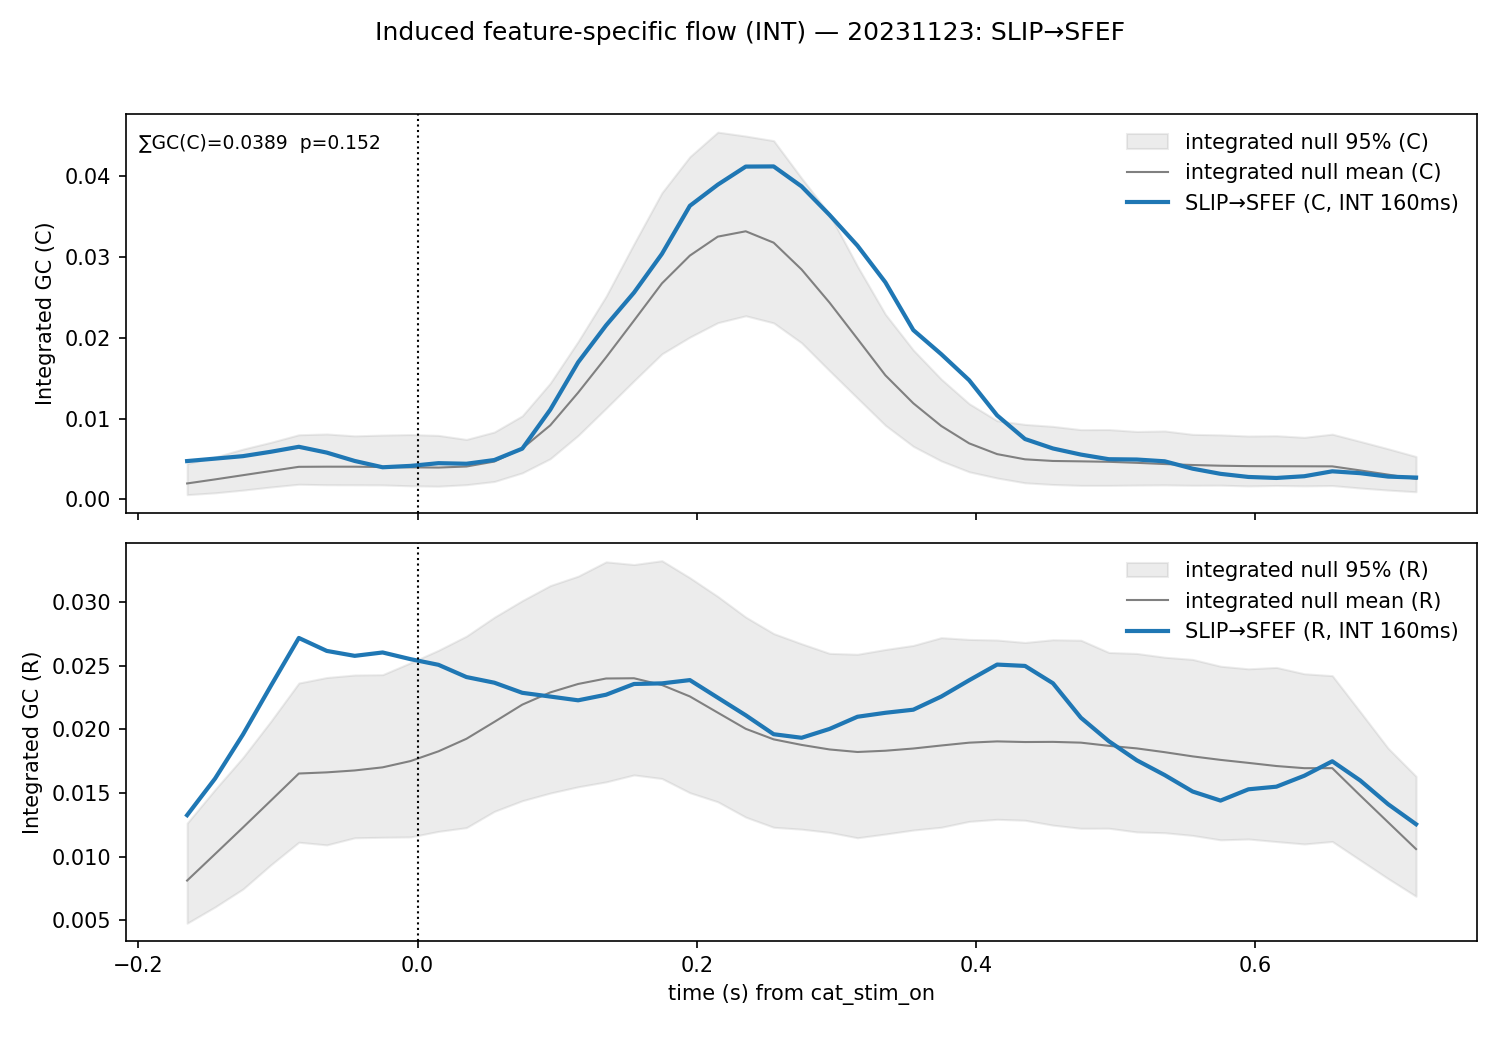 Induced feature-specific flow (INT) — 20231123: SLIP→SFEF
∑GC(C)=0.0389  p=0.152
integrated null 95% (C)
integrated null mean (C)
SLIP→SFEF (C, INT 160ms)
Integrated GC (C)
0.04
0.03
0.02
0.01
0.00
integrated null 95% (R)
integrated null mean (R)
SLIP→SFEF (R, INT 160ms)
Integrated GC (R)
0.030
0.025
0.020
0.015
0.010
0.005
−0.2
0.0
0.2
0.4
0.6
time (s) from cat_stim_on